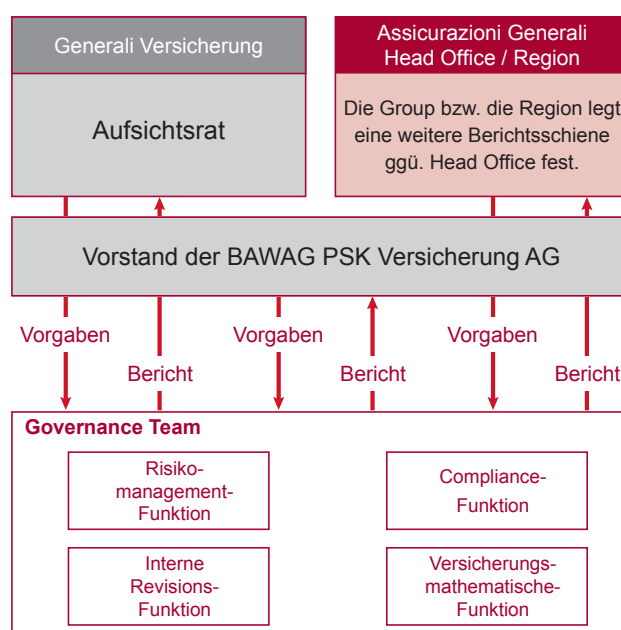 Generali Versicherung
Aufsichtsrat
Assicurazioni Generali
Head Office / Region
Die Group bzw. die Region legt
eine weitere Berichtsschiene
ggü. Head Office fest.
Vorstand der BAWAG PSK Versicherung AG
Vorgaben
Vorgaben
Vorgaben
Bericht
Bericht
Bericht
Governance Team
Risiko-
management-
Funktion
Compliance-
Funktion
Interne
Revisions-
Funktion
Versicherungs-
mathematische-
Funktion